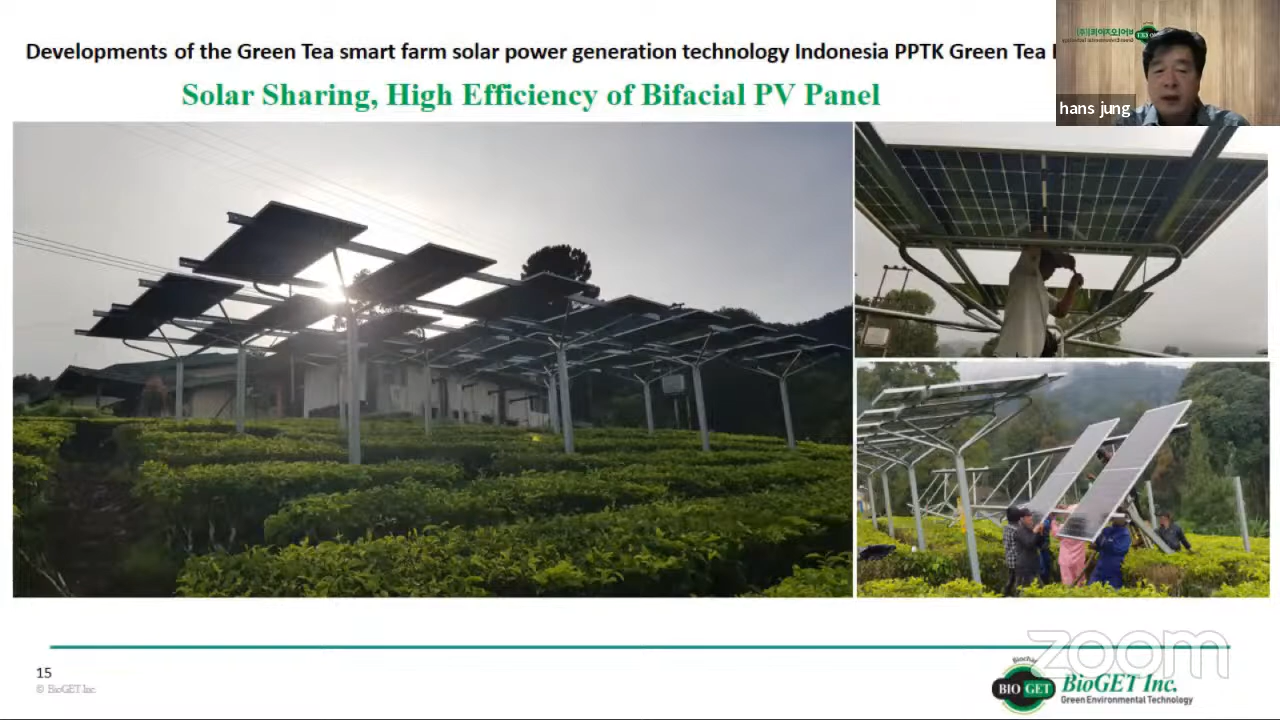 Developments of the Green Tea smart farm solar power generation technology Indonesia PPTK Green Tea
Solar Sharing, High Efficiency of Bifacial PV Panel
hans jung
zoom
15
© BioGET Inc.
Biochar
BIO GET
BioGET Inc.
Green Environmental Technology